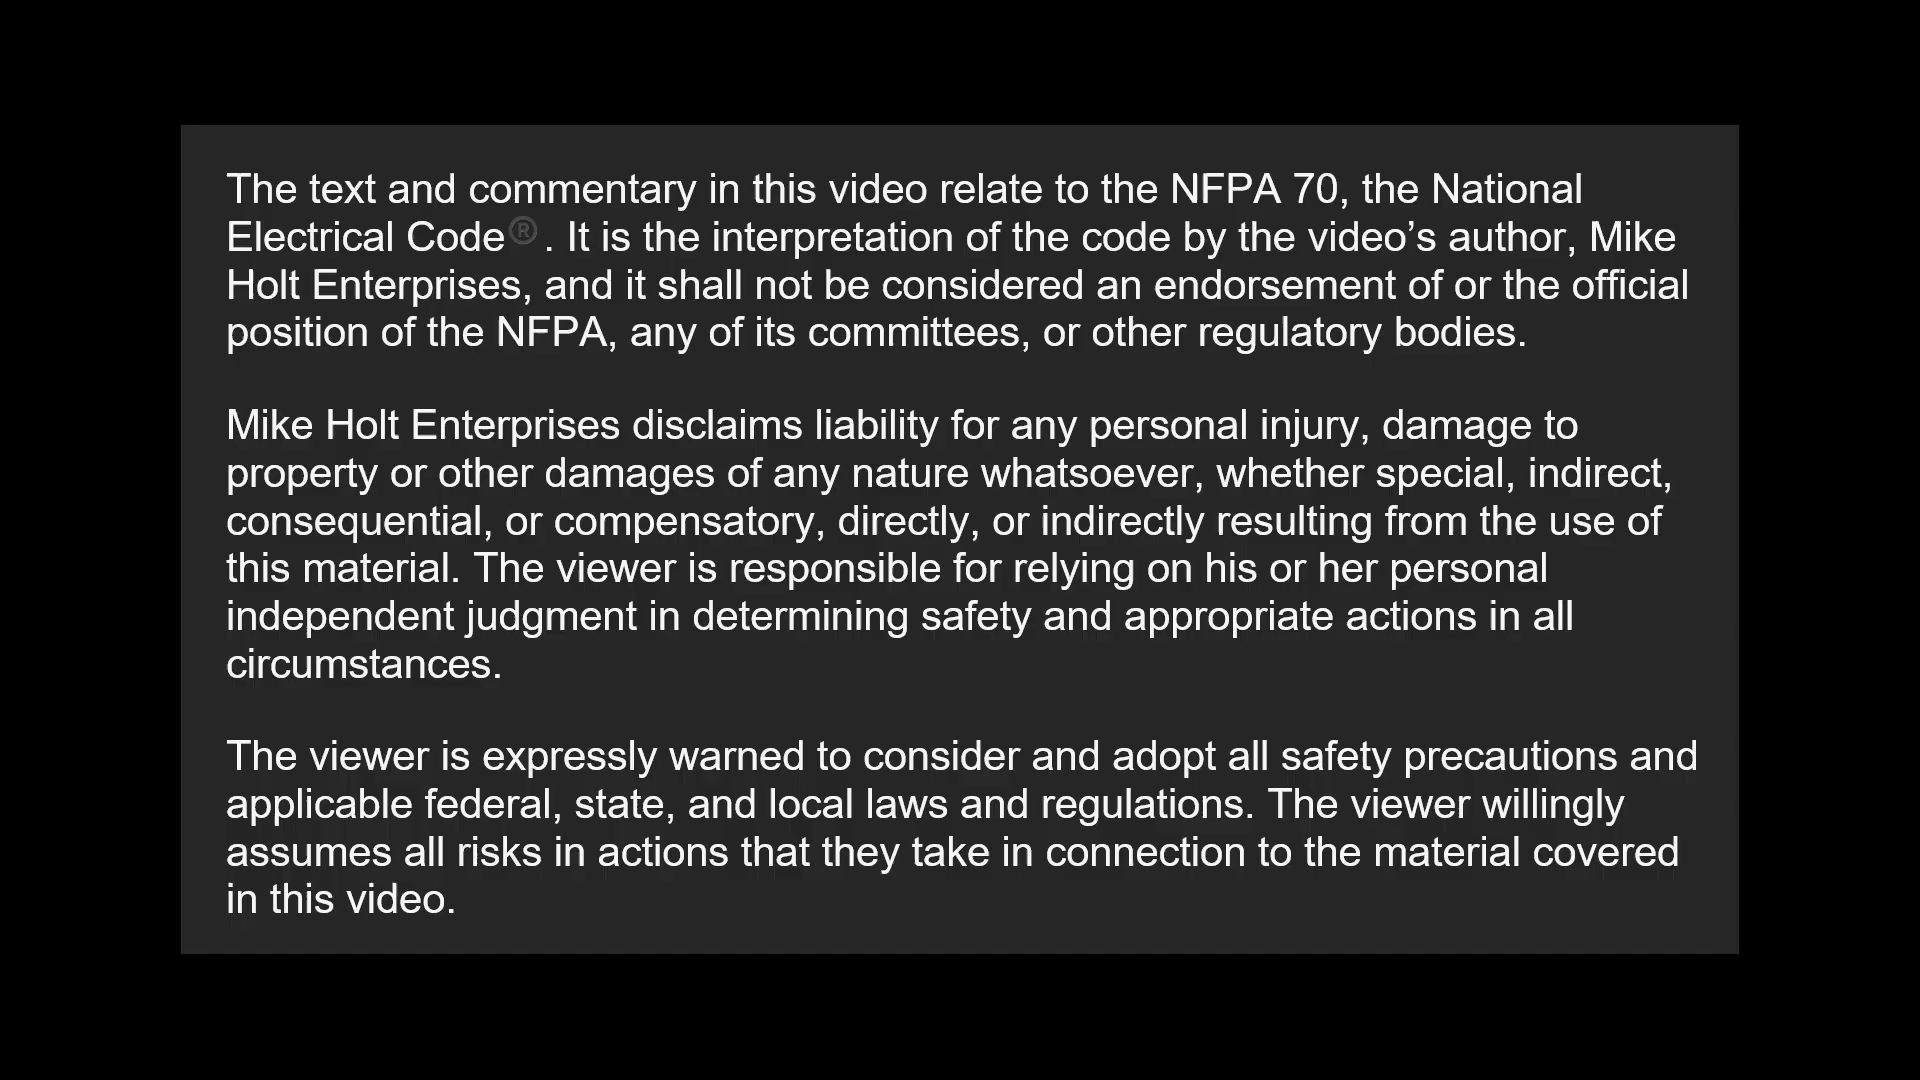 The text and commentary in this video relate to the NFPA 70, the National
Electrical Code® . It is the interpretation of the code by the video’s author, Mike
Holt Enterprises, and it shall not be considered an endorsement of or the official
position of the NFPA, any of its committees, or other regulatory bodies.
Mike Holt Enterprises disclaims liability for any personal injury, damage to
property or other damages of any nature whatsoever, whether special, indirect,
consequential, or compensatory, directly, or indirectly resulting from the use of
this material. The viewer is responsible for relying on his or her personal
independent judgment in determining safety and appropriate actions in all
circumstances.
The viewer is expressly warned to consider and adopt all safety precautions and
applicable federal, state, and local laws and regulations. The viewer willingly
assumes all risks in actions that they take in connection to the material covered
in this video.